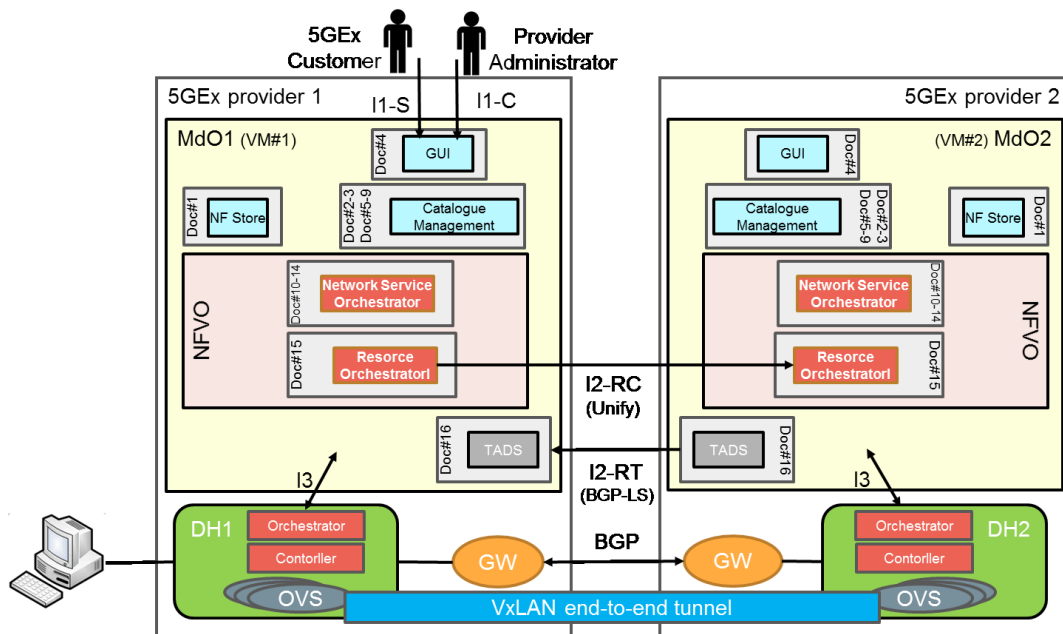 5GEx
Customer
Provider
Administrator
5GEx provider 1
I1-S
I1-C
5GEx provider 2
MdO1 (VM#1)
Doc#4
GUI
GUI
Doc#4
(VM#2) MdO2
Doc#1
NF Store
Doc#2-3
Doc#5-9
Catalogue
Management
Catalogue
Management
Doc#2-3
Doc#5-9
NF Store
Doc#1
NFVO
Doc#10-14
Network Service
Orchestrator
Network Service
Orchestrator
Doc#10-14
NFVO
Doc#15
Resorce
Orchestratorl
Resorce
Orchestratorl
Doc#15
I2-RC
(Unify)
Doc#16
TADS
TADS
Doc#16
I3
I2-RT
(BGP-LS)
I3
DH1
Orchestrator
Contorller
OVS
GW
BGP
GW
Orchestrator
Contorller
DH2
OVS
VxLAN end-to-end tunnel